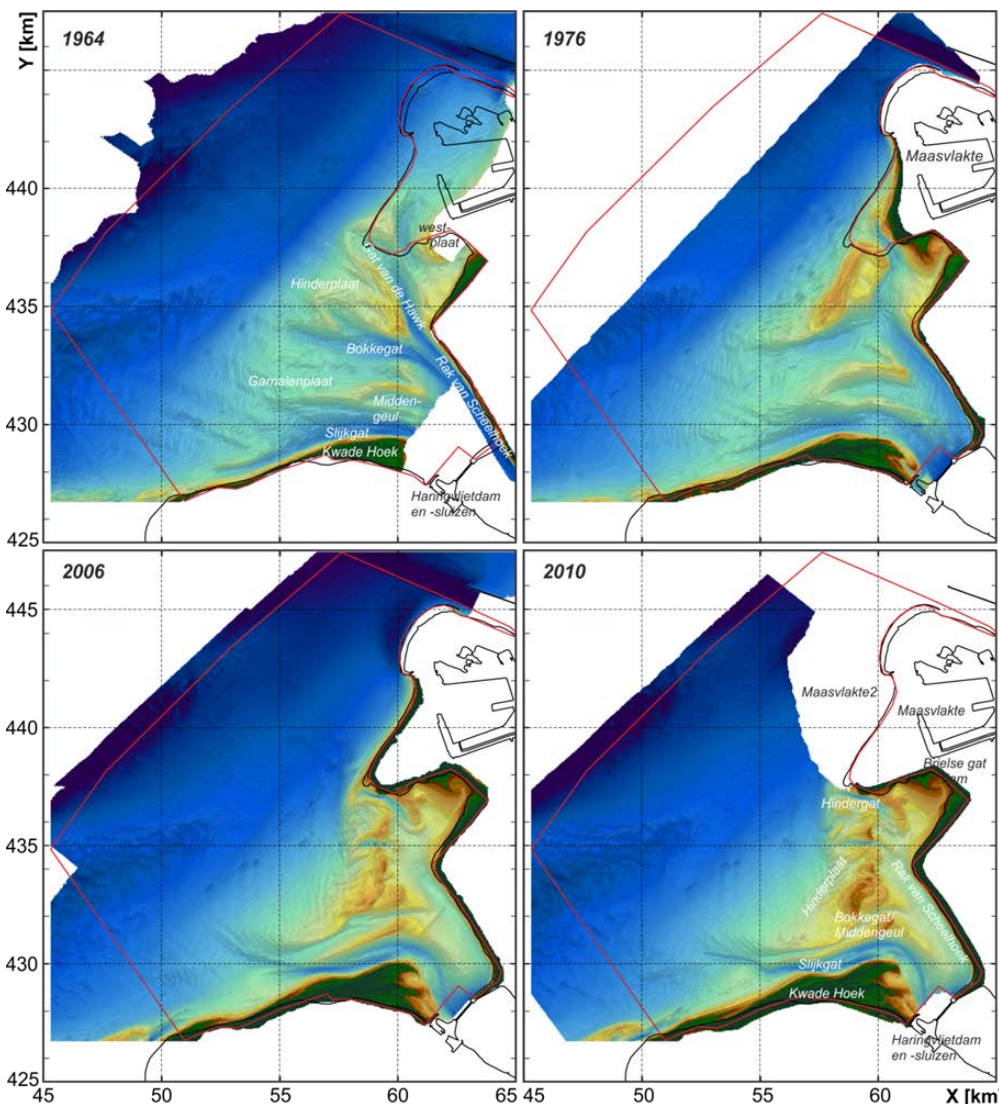 Y [km]
1964
1976
445
440
435
430
425
west-
plaat
Gat van de Hawk
Hinderplaat
Bokkegat
Rak van Scheelhoek
Garnalenplaat
Midden-
geul
Slijkgat
Kwade Hoek
Haringvlietdam
en -sluizen
Maasvlakte
2006
2010
445
440
435
430
425
Maasvlakte2
Maasvlakte
Brielse gat
Hindergat
Hinderplaat
Rak van Scheelhoek
Bokkegat/
Middengeul
Slijkgat
Kwade Hoek
Haringvlietdam
en -sluizen
45 50 55 60 65 45 50 55 60 X [km